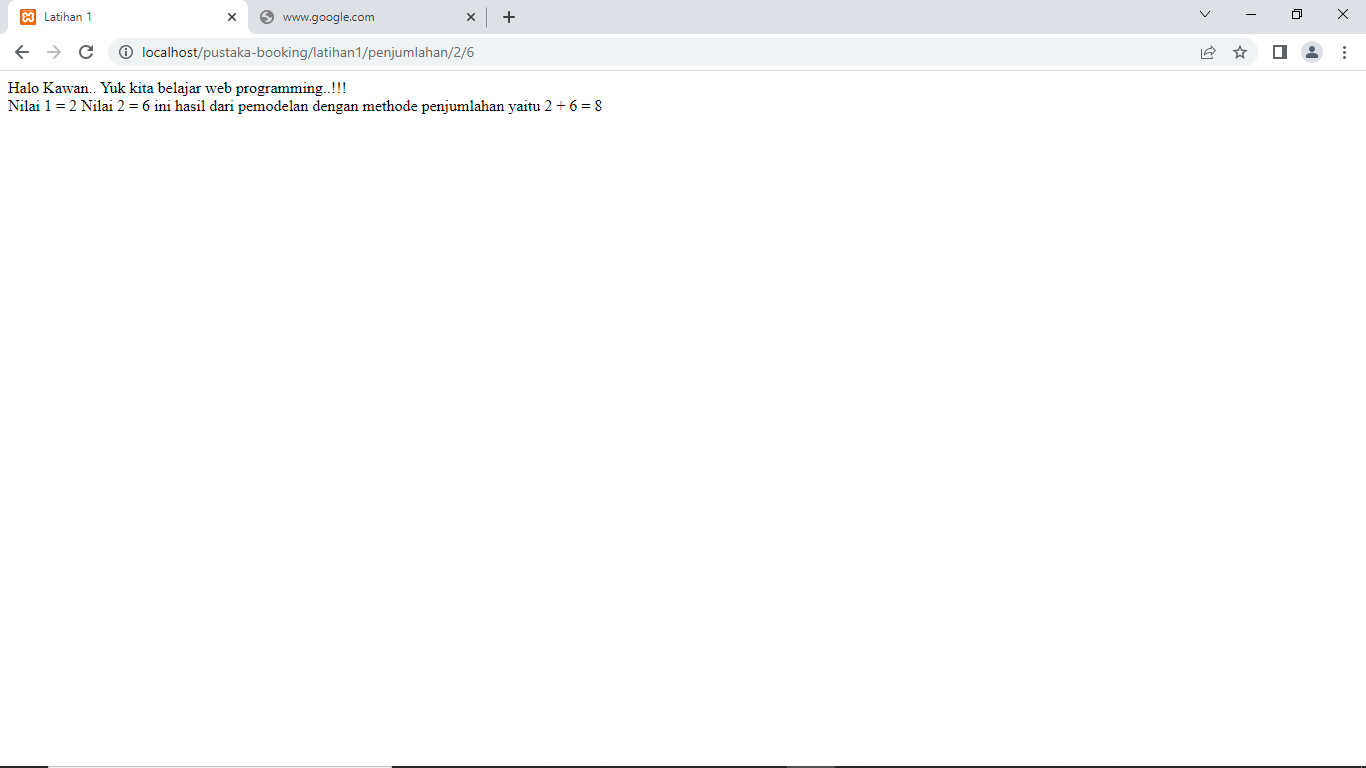 Latihan 1
www.google.com
localhost/pustaka-booking/latihan1/penjumlahan/2/6
Halo Kawan.. Yuk kita belajar web programming..!!!
Nilai 1 = 2 Nilai 2 = 6 ini hasil dari pemodelan dengan methode penjumlahan yaitu 2 + 6 = 8